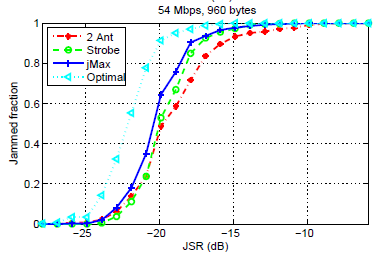 54 Mbps, 960 bytes
1
0.8
0.6
0.4
0.2
0
Jammed fraction
2 Ant
Strobe
jMax
Optimal
−25 −20 −15 −10
JSR (dB)